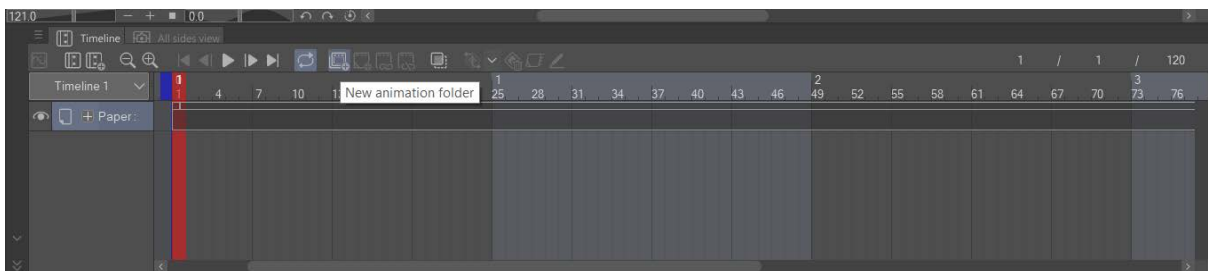 121.0 00
Timeline All sides view
1 / 1 / 120
Timeline 1 1 1 2 3
1 4 7 10 25 28 31 34 37 40 43 46 49 52 55 58 61 64 67 70 73 76
New animation folder
Paper: